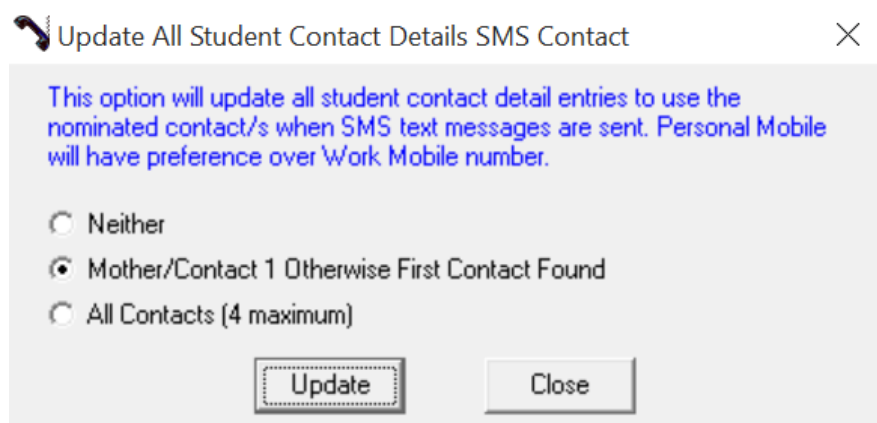 Update All Student Contact Details SMS Contact
This option will update all student contact detail entries to use the
nominated contact/s when SMS text messages are sent. Personal Mobile
will have preference over Work Mobile number.
Neither
Mother/Contact 1 Otherwise First Contact Found
All Contacts (4 maximum)
Update
Close